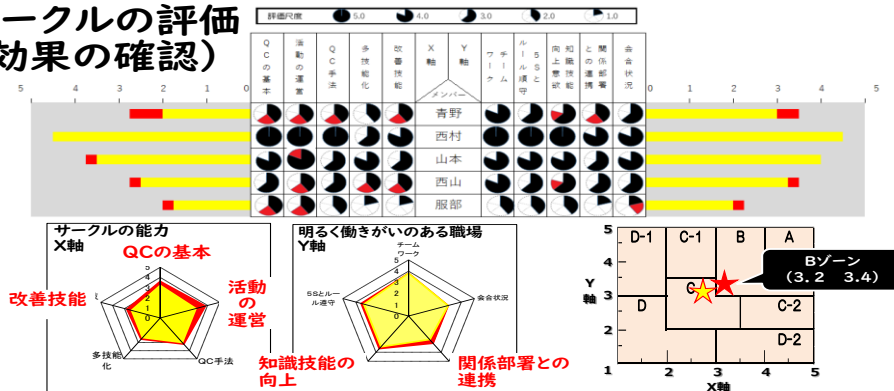 ークルの評価
効果の確認）
評価尺度 5.0 4.0 3.0 2.0 1.0
5 4 3 2 1 0
QCの基本
活動の運営
QC手法
多技能化
改善技能
X軸
Y軸
メンバー
チームワーク
5Sとルール順守
知識技能向上意欲
関係部署との連携
会合状況
0 1 2 3 4 5
青野
西村
山本
西山
服部
サークルの能力
X軸
QCの基本
活動の運営
QC手法
多技能化
改善技能
5
4
3
2
1
0
明るく働きがいのある職場
Y軸
チームワーク
会合状況
関係部署との連携
知識技能の向上
5Sとルール遵守
5
4
3
2
1
0
5
4
Y軸
3
2
1
D-1 C-1 B A
C
D C-2
D-2
Bゾーン
(3.2 3.4)
2 3 4 5
X軸